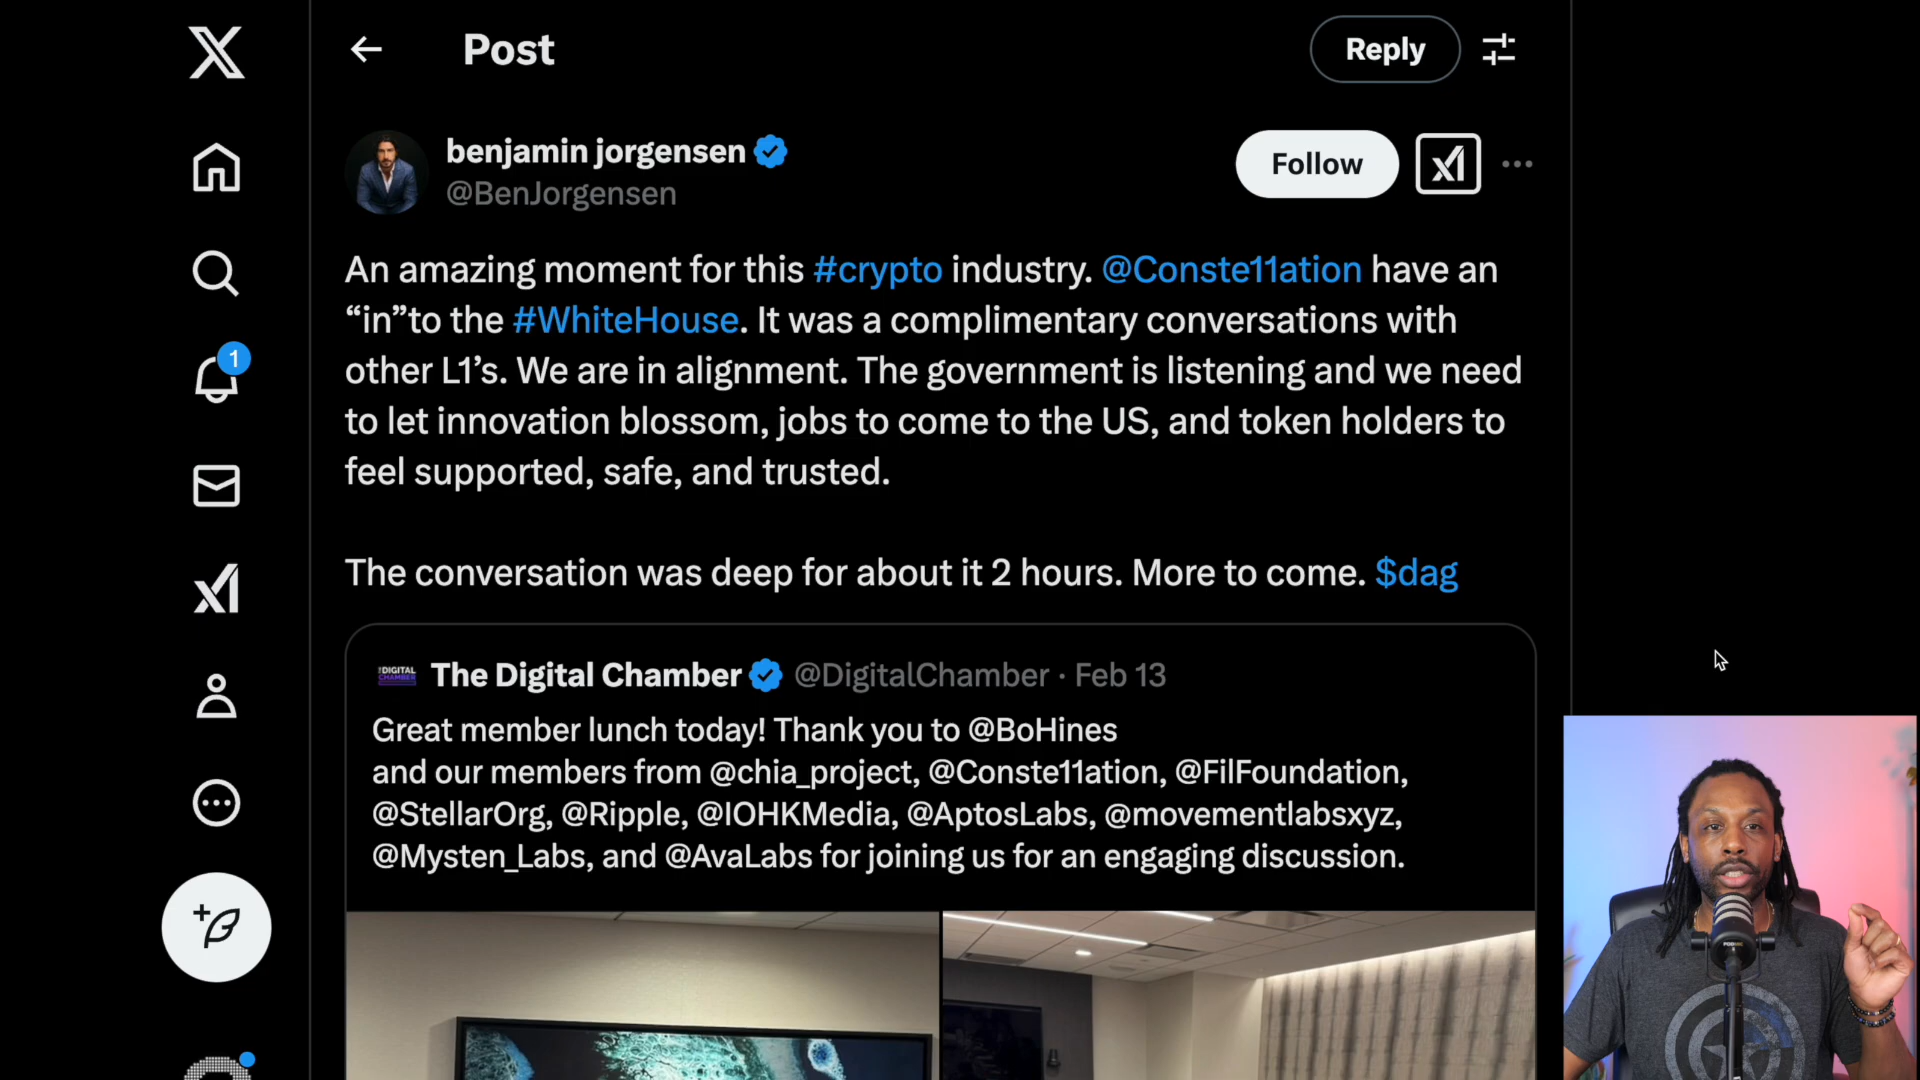 Post
Reply
benjamin jorgensen
@BenJorgensen
Follow
An amazing moment for this #crypto industry. @Conste11ation have an
“in”to the #WhiteHouse. It was a complimentary conversations with
other L1’s. We are in alignment. The government is listening and we need
to let innovation blossom, jobs to come to the US, and token holders to
feel supported, safe, and trusted.
1
The conversation was deep for about it 2 hours. More to come. $dag
THE DIGITAL
CHAMBER
The Digital Chamber @DigitalChamber · Feb 13
Great member lunch today! Thank you to @BoHines
and our members from @chia_project, @Conste11ation, @FilFoundation,
@StellarOrg, @Ripple, @IOHKMedia, @AptosLabs, @movementlabsxyz,
@Mysten_Labs, and @AvaLabs for joining us for an engaging discussion.